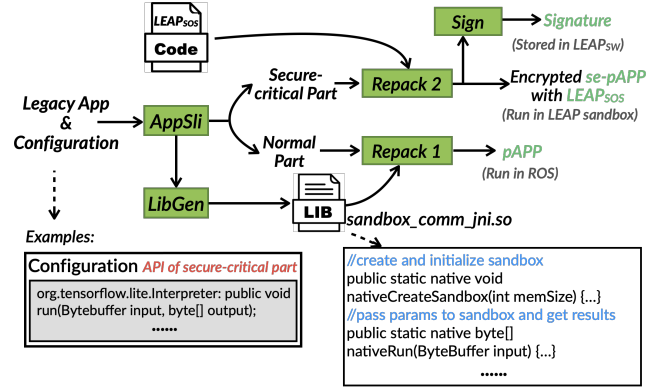 LEAPSOS
Code
Sign
Signature
(Stored in LEAPSW)
Secure-
critical Part
Repack 2
Encrypted se-pAPP
with LEAPSOS
(Run in LEAP sandbox)
Legacy App
&
Configuration
AppSli
Normal
Part
Repack 1
pAPP
(Run in ROS)
LibGen
LIB
sandbox_comm_jni.so
Examples:
Configuration API of secure-critical part
org.tensorflow.lite.Interpreter: public void
run(Bytebuffer input, byte[] output);
......
//create and initialize sandbox
public static native void
nativeCreateSandbox(int memSize) {...}
//pass params to sandbox and get results
public static native byte[]
nativeRun(ByteBuffer input) {...}
......